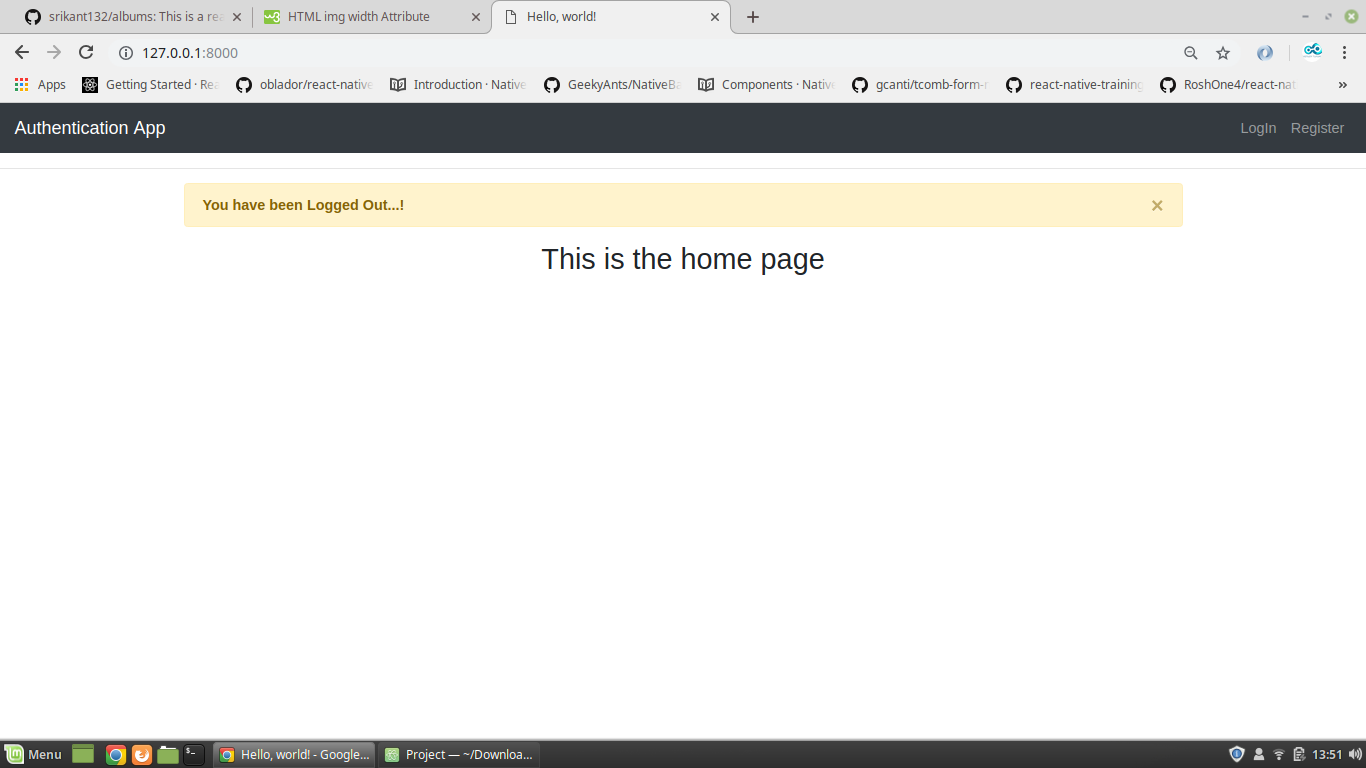 srikant132/albums: This is a rea
HTML img width Attribute
Hello, world!
127.0.0.1:8000
Apps
Getting Started · Rea
oblador/react-native
Introduction · Native
GeekyAnts/NativeBa
Components · Nativ
gcanti/tcomb-form-n
react-native-training
RoshOne4/react-nat
»
Authentication App
LogIn
Register
You have been Logged Out...!
×
This is the home page
Menu
Hello, world! - Google...
Project — ~/Downloa...
13:51